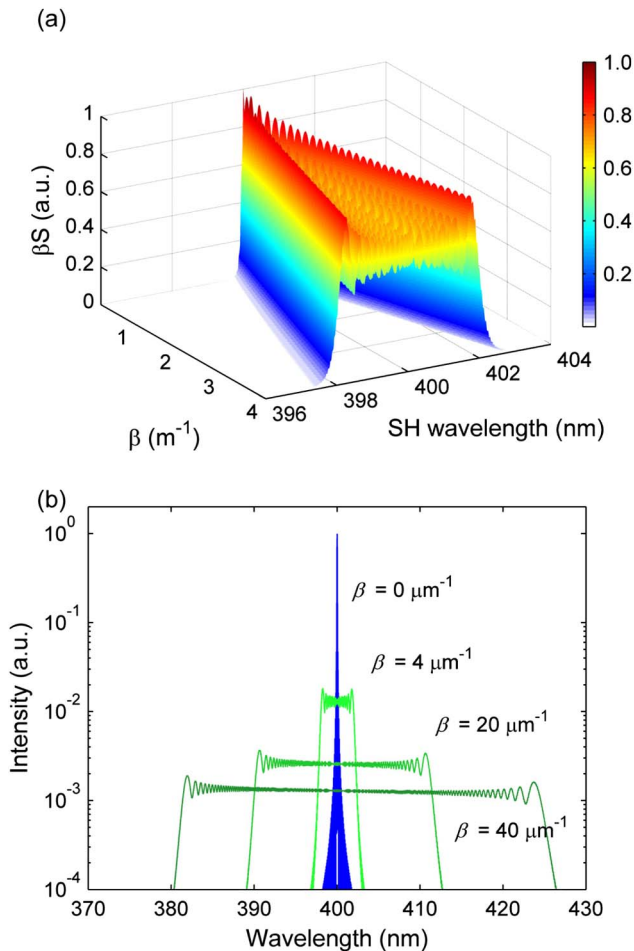 (a)
1
0.8
0.6
0.4
0.2
0
βS (a.u.)
1
2
3
4
β (m⁻¹)
396
398
400
402
404
SH wavelength (nm)
1.0
0.8
0.6
0.4
0.2
(b)
10⁰
10⁻¹
10⁻²
10⁻³
10⁻⁴
Intensity (a.u.)
β = 0 μm⁻¹
β = 4 μm⁻¹
β = 20 μm⁻¹
β = 40 μm⁻¹
370 380 390 400 410 420 430
Wavelength (nm)